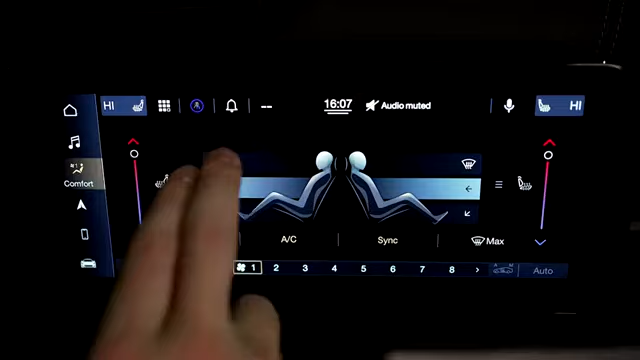 HI
--
16:07
Audio muted
HI
Comfort
A/C
Sync
Max
1 2 3 4 5 6 7 8
A M
Auto